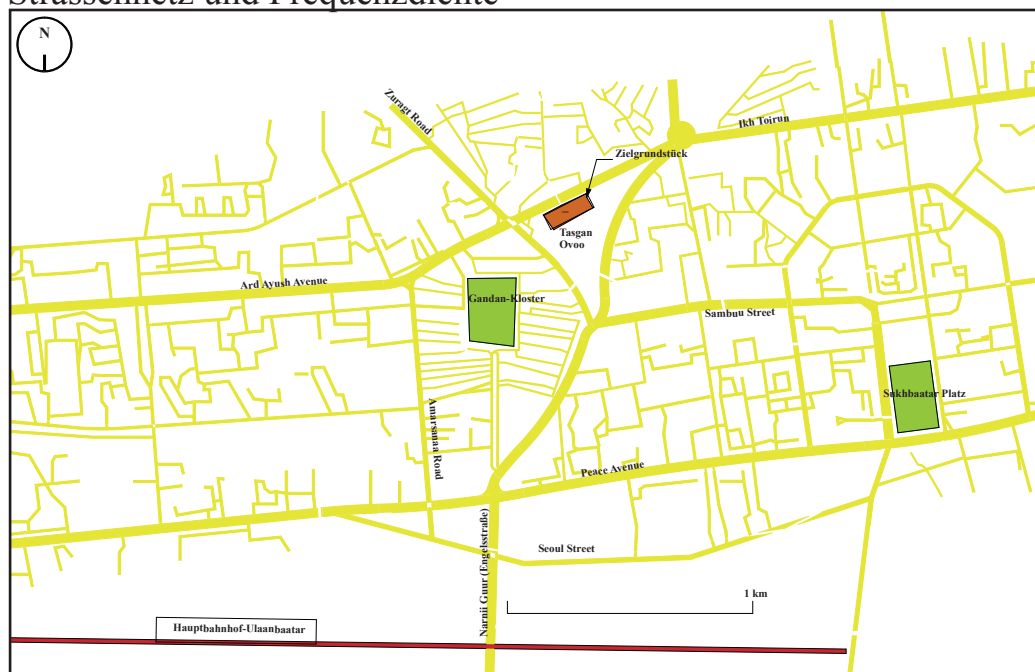 Strassennetz und Frequenzdichte
N
Zuragt Road
Ikh Toirun
Zielgrundstück
Tasgan
Ovoo
Ard Ayush Avenue
Gandan-Kloster
Sambuu Street
Sukhbaatar Platz
Amarsanaa Road
Peace Avenue
Narnii Guur (Engelsstraße)
Seoul Street
1 km
Hauptbahnhof-Ulaanbaatar